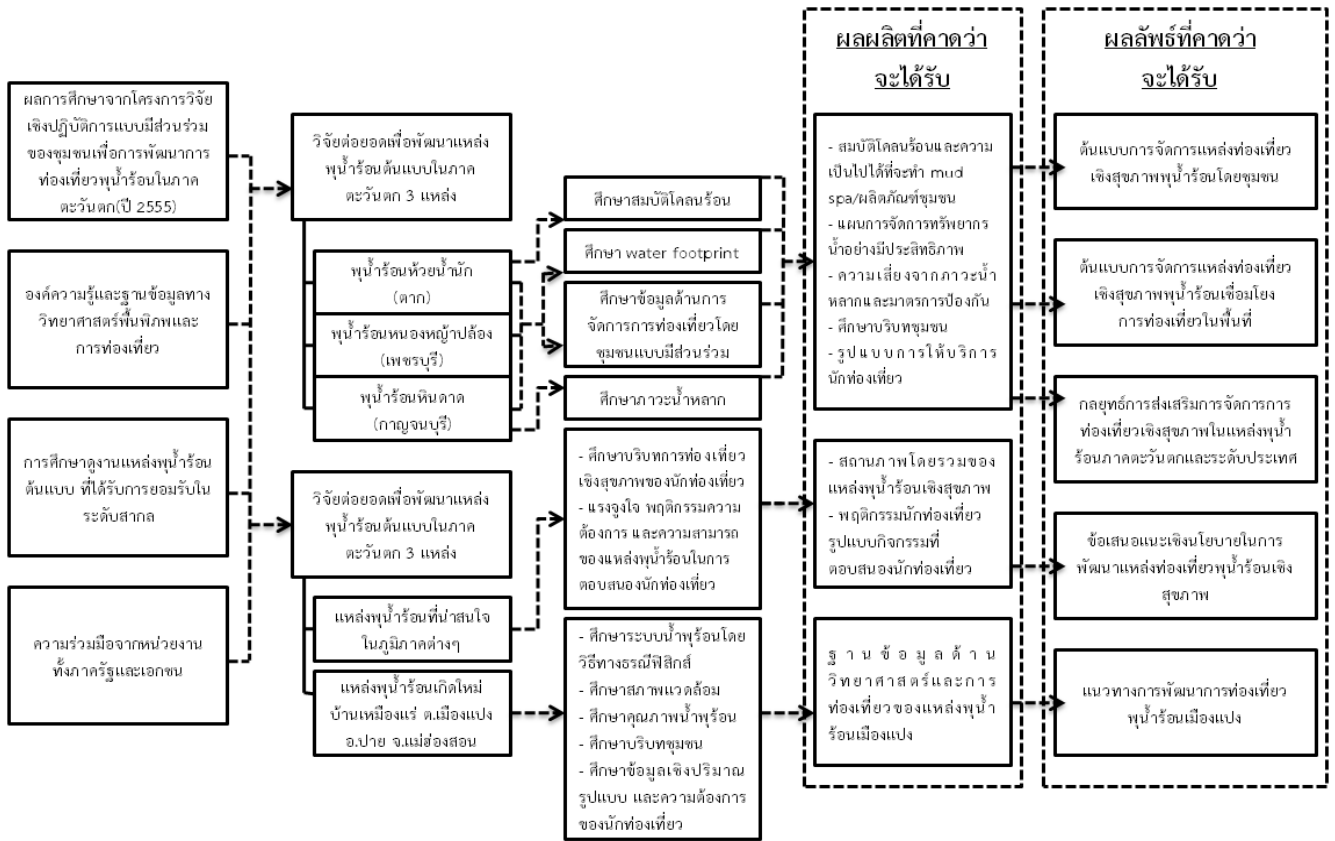 ผลการศึกษาจากโครงการวิจัย
เชิงปฏิบัติการแบบมีส่วนร่วม
ของชุมชนเพื่อการพัฒนาการ
ท่องเที่ยวพุน้ำร้อนในภาค
ตะวันตก(ปี 2555)
องค์ความรู้และฐานข้อมูลทาง
วิทยาศาสตร์พื้นพิภพและ
การท่องเที่ยว
การศึกษาดูงานแหล่งพุน้ำร้อน
ต้นแบบ ที่ได้รับการยอมรับใน
ระดับสากล
ความร่วมมือจากหน่วยงาน
ทั้งภาครัฐและเอกชน
วิจัยต่อยอดเพื่อพัฒนาแหล่ง
พุน้ำร้อนต้นแบบในภาค
ตะวันตก 3 แหล่ง
พุน้ำร้อนห้วยน้ำนัก
(ตาก)
พุน้ำร้อนหนองหญ้าปล้อง
(เพชรบุรี)
พุน้ำร้อนหินดาด
(กาญจนบุรี)
วิจัยต่อยอดเพื่อพัฒนาแหล่ง
พุน้ำร้อนต้นแบบในภาค
ตะวันตก 3 แหล่ง
แหล่งพุน้ำร้อนที่น่าสนใจ
ในภูมิภาคต่างๆ
แหล่งพุน้ำร้อนเกิดใหม่
บ้านเหมืองแร่ ต.เมืองแปง
อ.ปาย จ.แม่ฮ่องสอน
ศึกษาสมบัติโคลนร้อน
ศึกษา water footprint
ศึกษาข้อมูลด้านการ
จัดการการท่องเที่ยวโดย
ชุมชนแบบมีส่วนร่วม
ศึกษาภาวะน้ำหลาก
- ศึกษาบริบทการท่องเที่ยว
เชิงสุขภาพของนักท่องเที่ยว
- แรงจูงใจ พฤติกรรมความ
ต้องการ และความสามารถ
ของแหล่งพุน้ำร้อนในการ
ตอบสนองนักท่องเที่ยว
- ศึกษาระบบน้ำพุร้อนโดย
วิธีทางธรณีฟิสิกส์
- ศึกษาสภาพแวดล้อม
- ศึกษาคุณภาพน้ำพุร้อน
- ศึกษาบริบทชุมชน
- ศึกษาข้อมูลเชิงปริมาณ
รูปแบบ และความต้องการ
ของนักท่องเที่ยว
ผลผลิตที่คาดว่า
จะได้รับ
- สมบัติโคลนร้อนและความ
เป็นไปได้ที่จะทำ mud
spa/ผลิตภัณฑ์ชุมชน
- แผนการจัดการทรัพยากร
น้ำอย่างมีประสิทธิภาพ
- ความเสี่ยงจากภาวะน้ำ
หลากและมาตรการป้องกัน
- ศึกษาบริบทชุมชน
- รูปแบบการให้บริการ
นักท่องเที่ยว
- สถานภาพโดยรวมของ
แหล่งพุน้ำร้อนเชิงสุขภาพ
- พฤติกรรมนักท่องเที่ยว
รูปแบบกิจกรรมที่
ตอบสนองนักท่องเที่ยว
ฐานข้อมูลด้าน
วิทยาศาสตร์และการ
ท่องเที่ยวของแหล่งพุน้ำ
ร้อนเมืองแปง
ผลลัพธ์ที่คาดว่า
จะได้รับ
ต้นแบบการจัดการแหล่งท่องเที่ยว
เชิงสุขภาพพุน้ำร้อนโดยชุมชน
ต้นแบบการจัดการแหล่งท่องเที่ยว
เชิงสุขภาพพุน้ำร้อนเชื่อมโยง
การท่องเที่ยวในพื้นที่
กลยุทธ์การส่งเสริมการจัดการการ
ท่องเที่ยวเชิงสุขภาพในแหล่งพุน้ำ
ร้อนภาคตะวันตกและระดับประเทศ
ข้อเสนอแนะเชิงนโยบายในการ
พัฒนาแหล่งท่องเที่ยวพุน้ำร้อนเชิง
สุขภาพ
แนวทางการพัฒนาการท่องเที่ยว
พุน้ำร้อนเมืองแปง